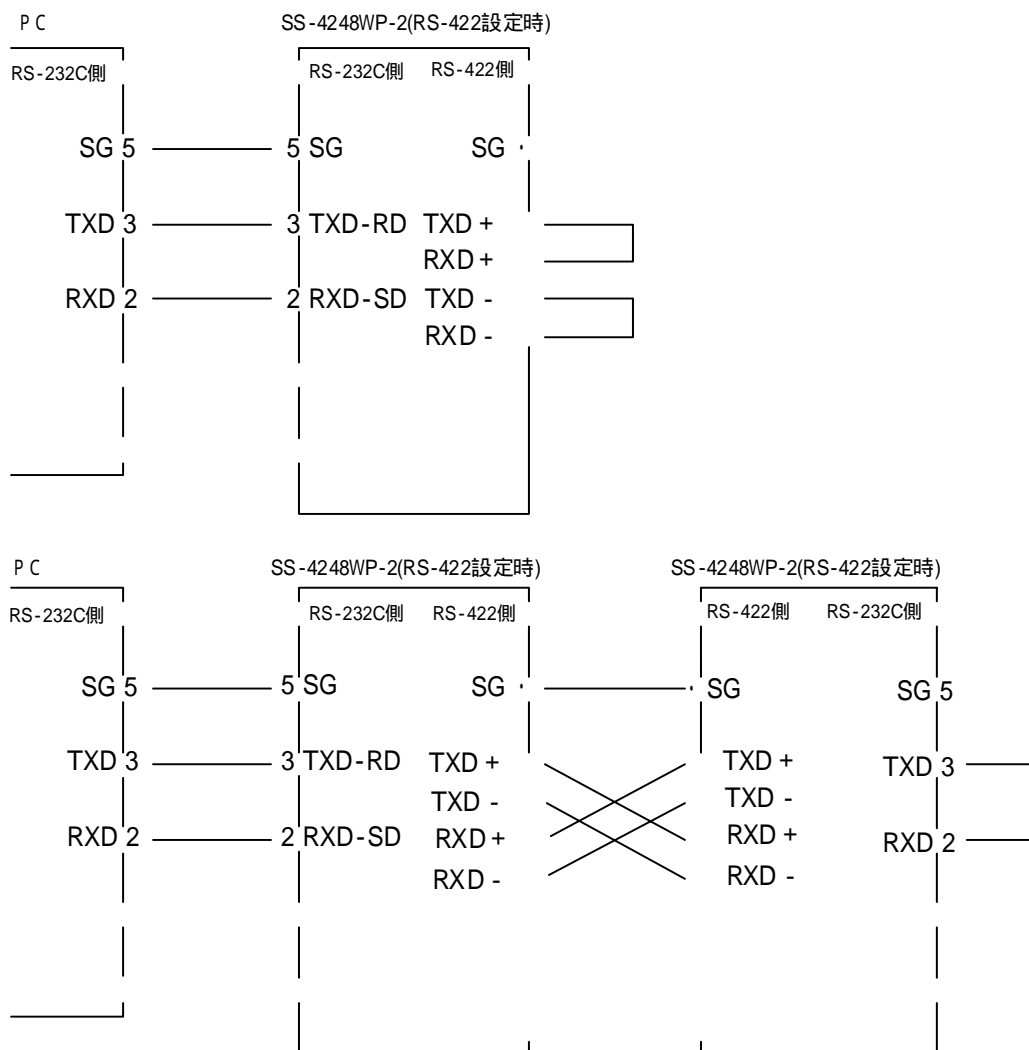 PC SS-4248WP-2(RS-422設定時)
RS-232C側 RS-232C側 RS-422側
SG 5 5 SG SG
TXD 3 3 TXD-RD TXD +
RXD +
RXD 2 2 RXD-SD TXD -
RXD -
PC SS-4248WP-2(RS-422設定時) SS-4248WP-2(RS-422設定時)
RS-232C側 RS-232C側 RS-422側 RS-422側 RS-232C側
SG 5 5 SG SG SG SG 5
TXD 3 3 TXD-RD TXD + TXD + TXD 3
TXD - TXD -
RXD 2 2 RXD-SD RXD + RXD + RXD 2
RXD - RXD -